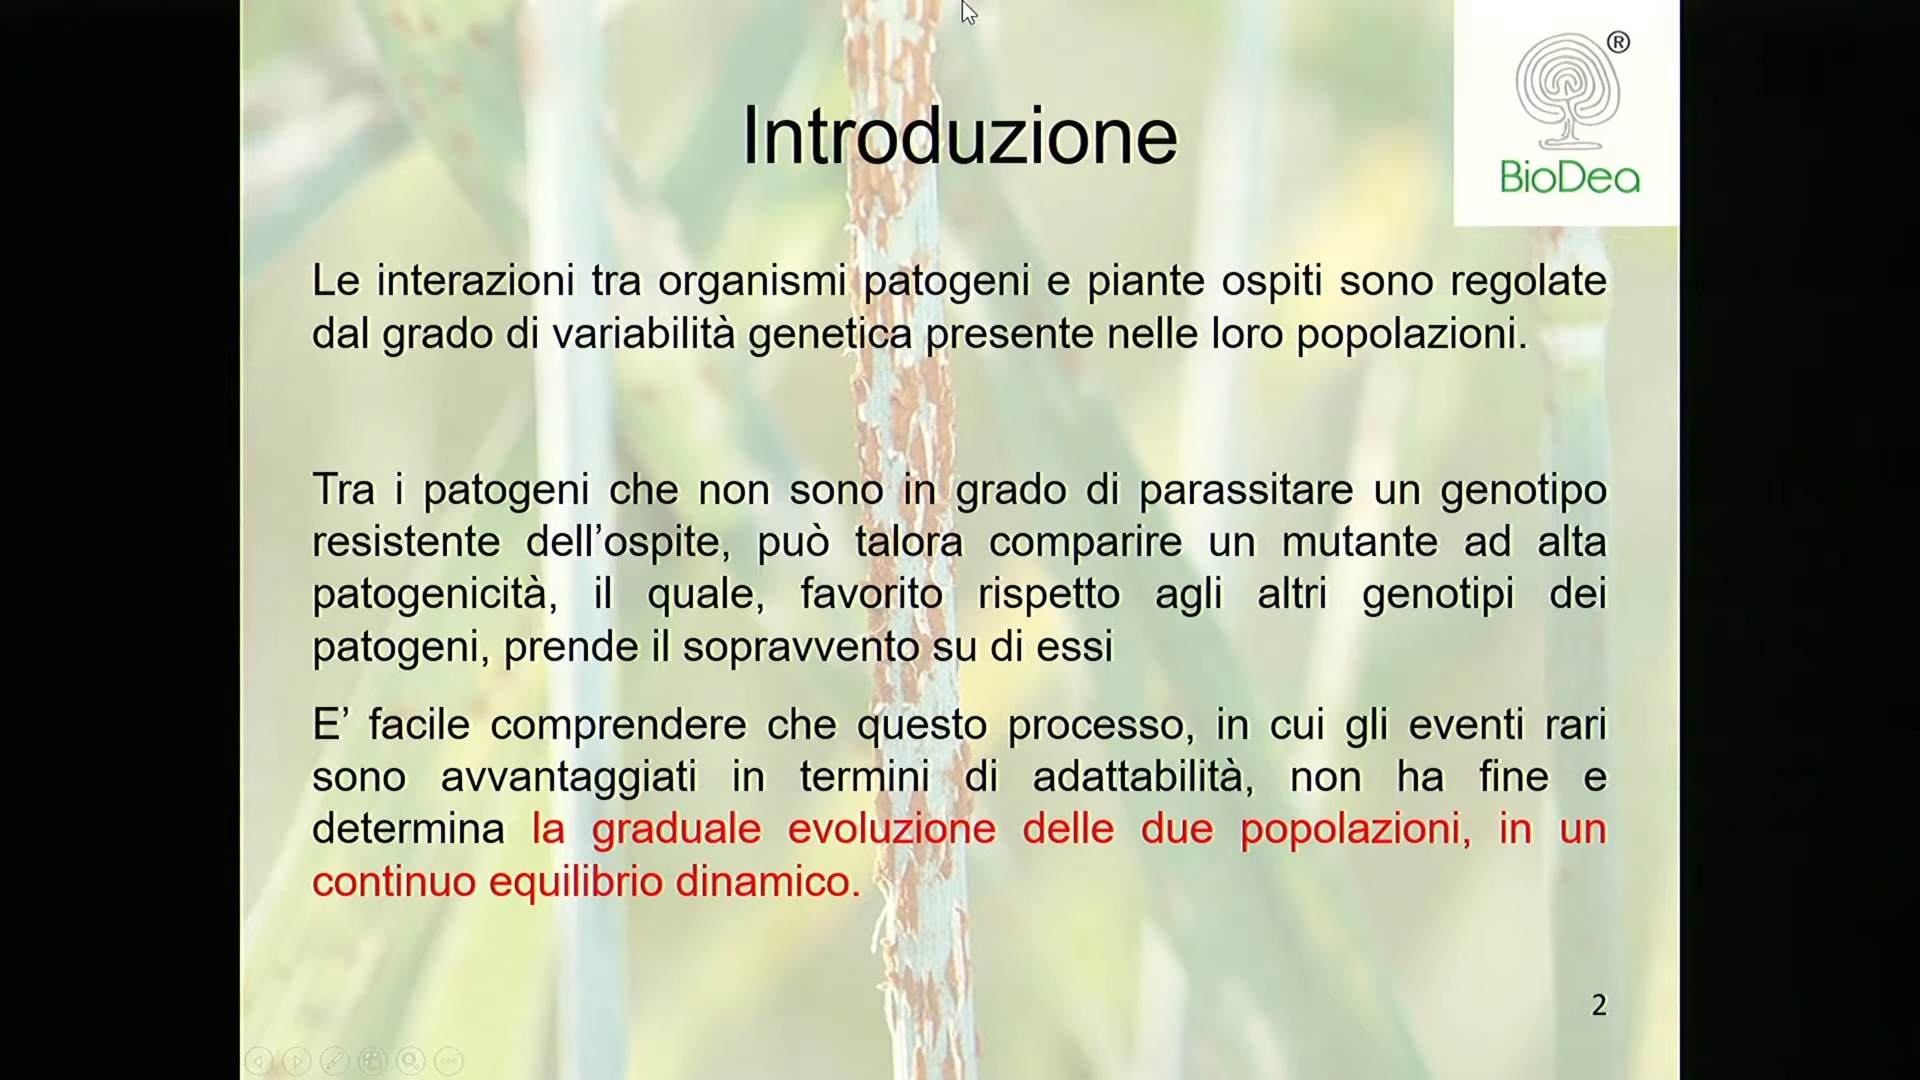 ®
BioDea
Introduzione
Le interazioni tra organismi patogeni e piante ospiti sono regolate
dal grado di variabilità genetica presente nelle loro popolazioni.
Tra i patogeni che non sono in grado di parassitare un genotipo
resistente dell’ospite, può talora comparire un mutante ad alta
patogenicità, il quale, favorito rispetto agli altri genotipi dei
patogeni, prende il sopravvento su di essi
E’ facile comprendere che questo processo, in cui gli eventi rari
sono avvantaggiati in termini di adattabilità, non ha fine e
determina la graduale evoluzione delle due popolazioni, in un
continuo equilibrio dinamico.
2